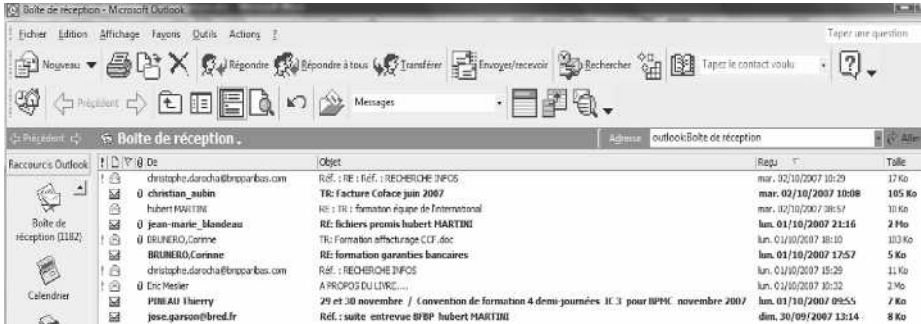 Boîte de réception - Microsoft Outlook
Fichier Edition Affichage Favoris Outils Actions ?
Tapez une question
Nouveau Répondre Répondre à tous Transférer Envoyer/recevoir Rechercher Tapez le contact voulu
Précédent Messages
Précédent Boîte de réception . Adresse outlook:Boîte de réception
Raccourcis Outlook ! De Objet Reçu Taille
christophe.darocha@bnpparibas.com Réf. : RE : Réf. : RECHERCHE INFOS mar. 02/10/2007 10:29 17 Ko
christian_aubin TR: Facture Coface juin 2007 mar. 02/10/2007 10:08 105 Ko
hubert MARTINI RE : TR : formation équipe de l'international mar. 02/10/2007 08:57 10 Ko
jean-marie_blandeau RE: fichiers promis hubert MARTINI lun. 01/10/2007 21:16 2 Mo
BRUNERO,Corinne TR: Formation affacturage CCF.doc lun. 01/10/2007 18:10 103 Ko
BRUNERO,Corinne RE: formation garanties bancaires lun. 01/10/2007 17:57 5 Ko
christophe.darocha@bnpparibas.com Réf. : RECHERCHE INFOS lun. 01/10/2007 15:29 11 Ko
Eric Meslier A PROPOS DU LIVRE.... lun. 01/10/2007 10:32 2 Mo
PINEAU Thierry 29 et 30 novembre / Convention de formation 4 demi-journées IC 3 pour BPMC novembre 2007 lun. 01/10/2007 09:55 7 Ko
jose.garson@bred.fr Réf. : suite entrevue BFBP hubert MARTINI dim. 30/09/2007 13:14 8 Ko
Boîte de
réception (1182)
Calendrier